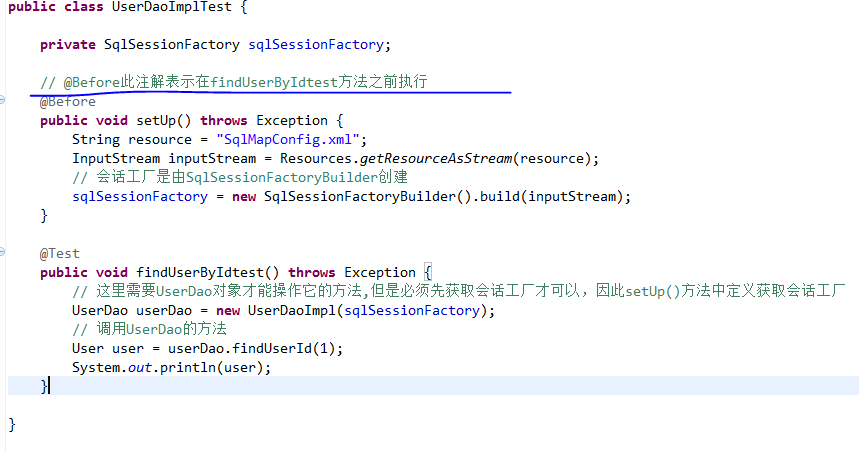 public class UserDaoImplTest {
private SqlSessionFactory sqlSessionFactory;
// @Before此注解表示在findUserByIdtest方法之前执行
@Before
public void setUp() throws Exception {
String resource = "SqlMapConfig.xml";
InputStream inputStream = Resources.getResourceAsStream(resource);
// 会话工厂是由SqlSessionFactoryBuilder创建
sqlSessionFactory = new SqlSessionFactoryBuilder().build(inputStream);
}
@Test
public void findUserByIdtest() throws Exception {
// 这里需要UserDao对象才能操作它的方法,但是必须先获取会话工厂才可以，因此setUp()方法中定义获取会话工厂
UserDao userDao = new UserDaoImpl(sqlSessionFactory);
// 调用UserDao的方法
User user = userDao.findUserId(1);
System.out.println(user);
}
}